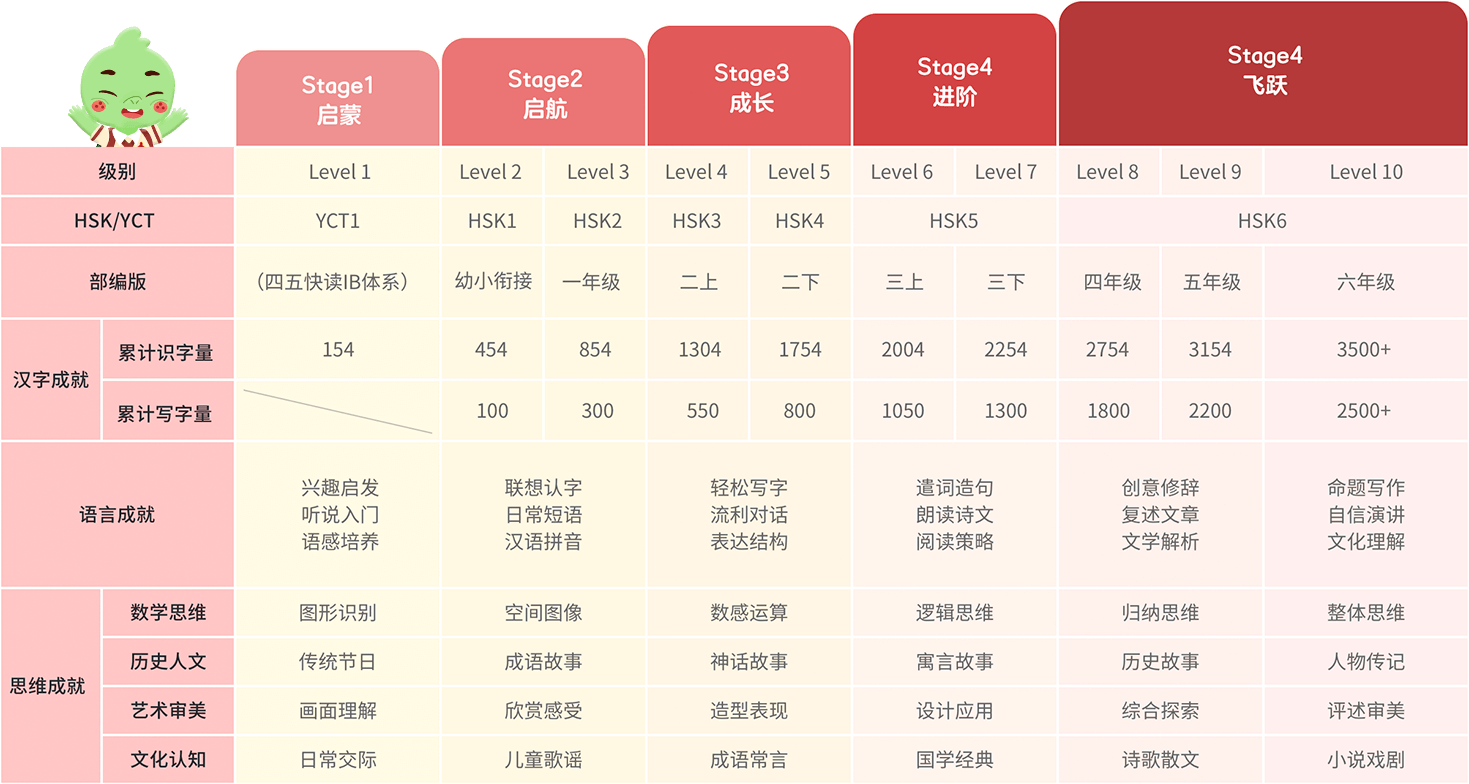 Stage1
启蒙
Stage2
启航
Stage3
成长
Stage4
进阶
Stage4
飞跃
级别 Level 1 Level 2 Level 3 Level 4 Level 5 Level 6 Level 7 Level 8 Level 9 Level 10
HSK/YCT YCT1 HSK1 HSK2 HSK3 HSK4 HSK5 HSK6
部编版 （四五快读IB体系） 幼小衔接 一年级 二上 二下 三上 三下 四年级 五年级 六年级
汉字成就
累计识字量 154 454 854 1304 1754 2004 2254 2754 3154 3500+
累计写字量 100 300 550 800 1050 1300 1800 2200 2500+
语言成就
兴趣启发 联想认字 轻松写字 遣词造句 创意修辞 命题写作
听说入门 日常短语 流利对话 朗读诗文 复述文章 自信演讲
语感培养 汉语拼音 表达结构 阅读策略 文学解析 文化理解
思维成就
数学思维 图形识别 空间图像 数感运算 逻辑思维 归纳思维 整体思维
历史人文 传统节日 成语故事 神话故事 寓言故事 历史故事 人物传记
艺术审美 画面理解 欣赏感受 造型表现 设计应用 综合探索 评述审美
文化认知 日常交际 儿童歌谣 成语常言 国学经典 诗歌散文 小说戏剧